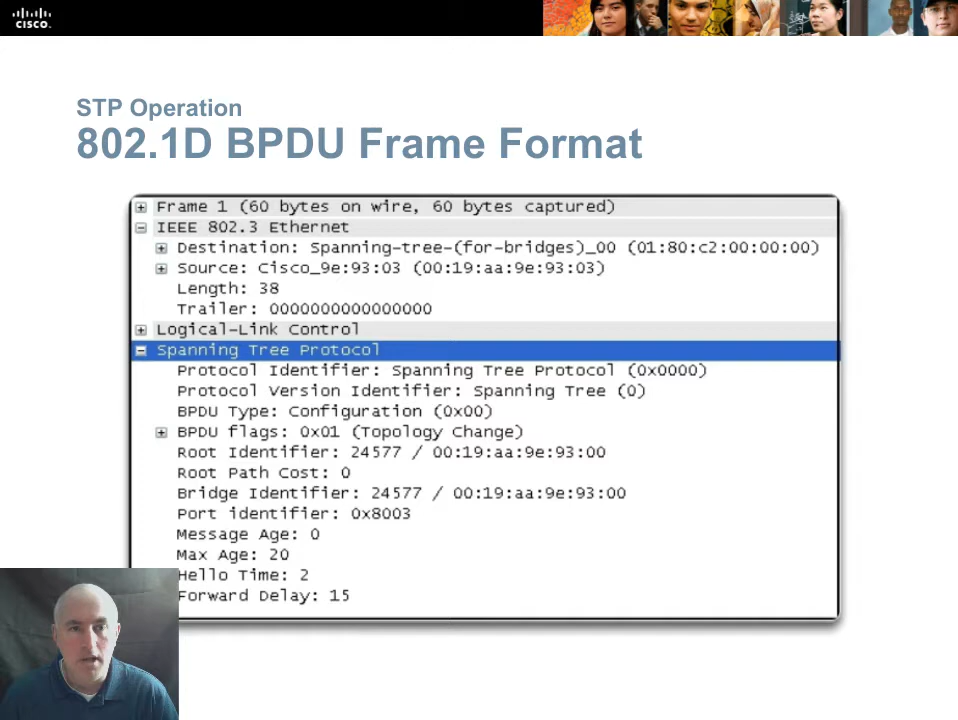 CISCO
STP Operation
802.1D BPDU Frame Format
Frame 1 (60 bytes on wire, 60 bytes captured)
IEEE 802.3 Ethernet
Destination: Spanning-tree-(for-bridges)_00 (01:80:c2:00:00:00)
Source: Cisco_9e:93:03 (00:19:aa:9e:93:03)
Length: 38
Trailer: 0000000000000000
Logical-Link Control
Spanning Tree Protocol
Protocol Identifier: Spanning Tree Protocol (0x0000)
Protocol Version Identifier: Spanning Tree (0)
BPDU Type: Configuration (0x00)
BPDU flags: 0x01 (Topology Change)
Root Identifier: 24577 / 00:19:aa:9e:93:00
Root Path Cost: 0
Bridge Identifier: 24577 / 00:19:aa:9e:93:00
Port identifier: 0x8003
Message Age: 0
Max Age: 20
Hello Time: 2
Forward Delay: 15